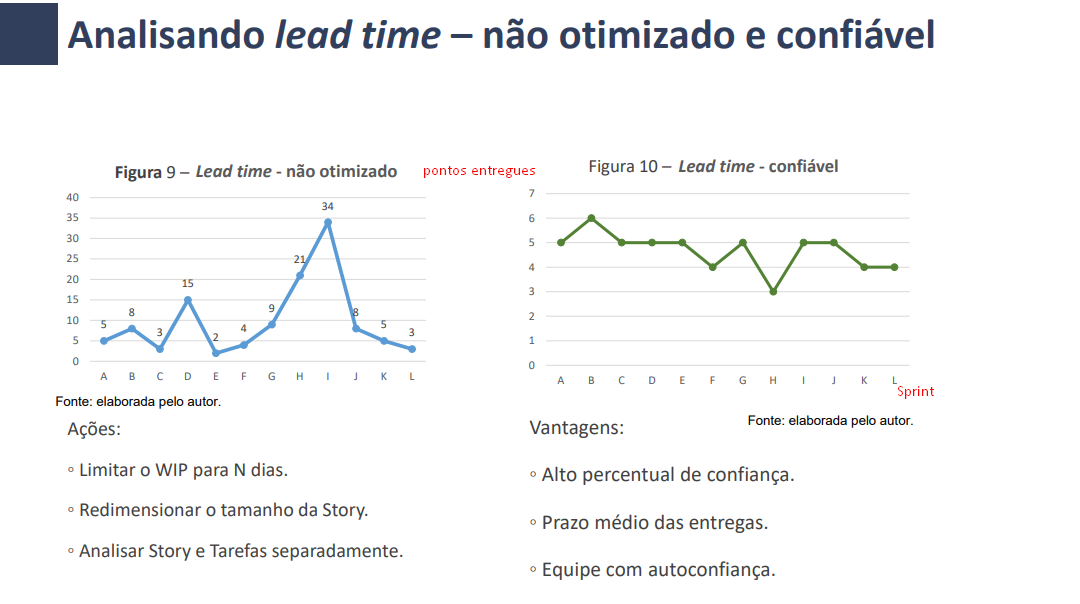 Analisando lead time – não otimizado e confiável
Figura 9 – Lead time - não otimizado
pontos entregues
40
35
30
25
20
15
10
5
0
5
8
3
15
2
4
9
21
34
8
5
3
A B C D E F G H I J K L
Fonte: elaborada pelo autor.
Ações:
◦ Limitar o WIP para N dias.
◦ Redimensionar o tamanho da Story.
◦ Analisar Story e Tarefas separadamente.
Figura 10 – Lead time - confiável
7
6
5
4
3
2
1
0
A B C D E F G H I J K L
Sprint
Fonte: elaborada pelo autor.
Vantagens:
◦ Alto percentual de confiança.
◦ Prazo médio das entregas.
◦ Equipe com autoconfiança.